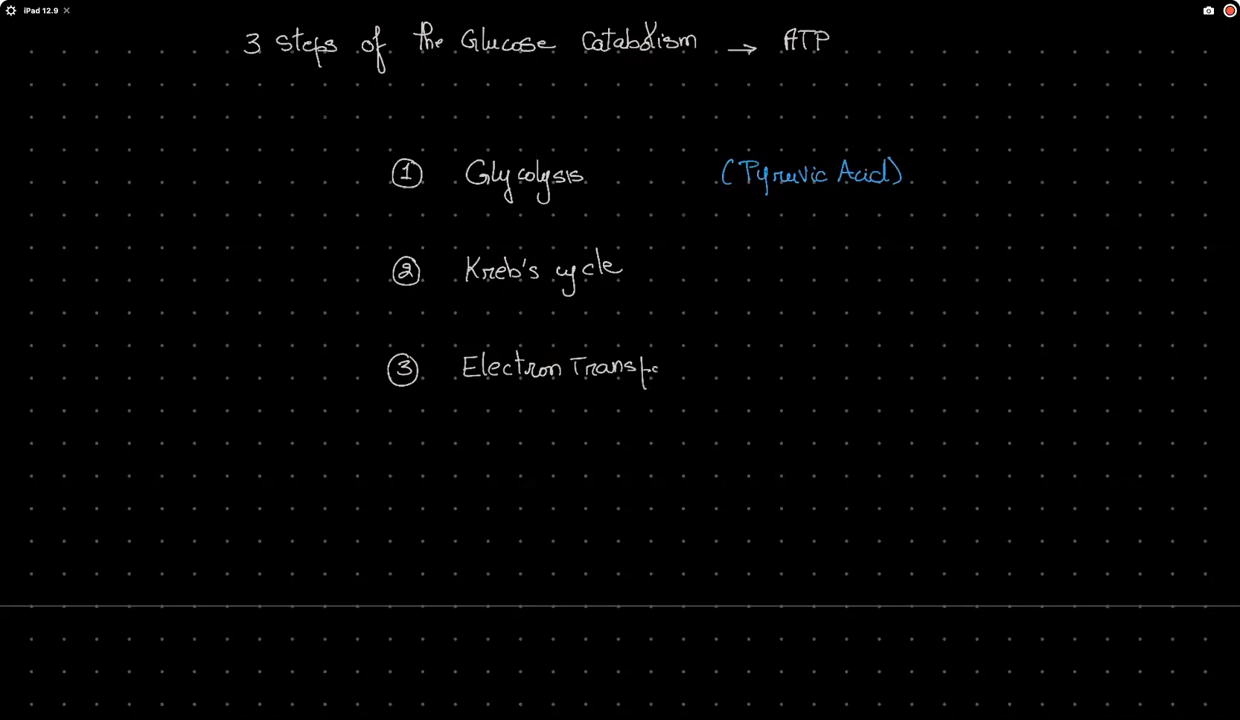 iPad 12.9
3 Steps of the Glucose Catabolism → ATP
① Glycolysis (Pyruvic Acid)
② Kreb's cycle
③ Electron Transpo